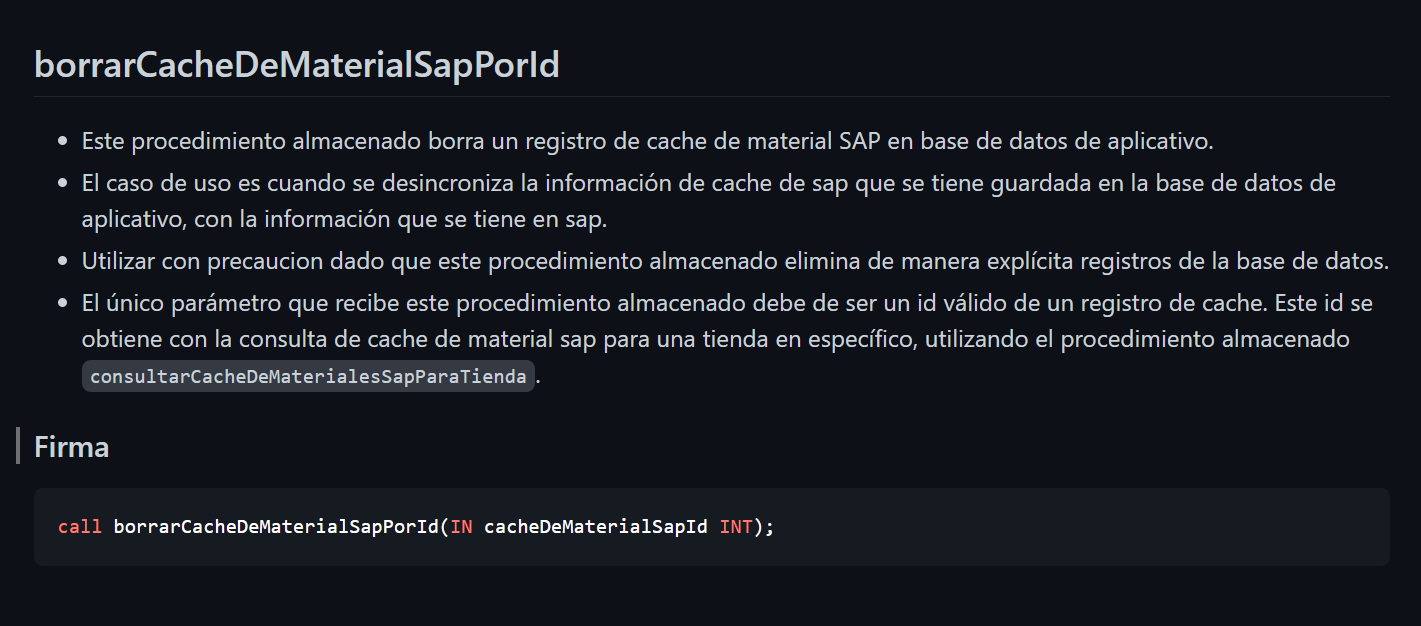 borrarCacheDeMaterialSapPorId
Este procedimiento almacenado borra un registro de cache de material SAP en base de datos de aplicativo.
El caso de uso es cuando se desincroniza la información de cache de sap que se tiene guardada en la base de datos de
aplicativo, con la información que se tiene en sap.
Utilizar con precaucion dado que este procedimiento almacenado elimina de manera explícita registros de la base de datos.
El único parámetro que recibe este procedimiento almacenado debe de ser un id válido de un registro de cache. Este id se
obtiene con la consulta de cache de material sap para una tienda en específico, utilizando el procedimiento almacenado
consultarCacheDeMaterialesSapParaTienda.
Firma
call borrarCacheDeMaterialSapPorId(IN cacheDeMaterialSapId INT);